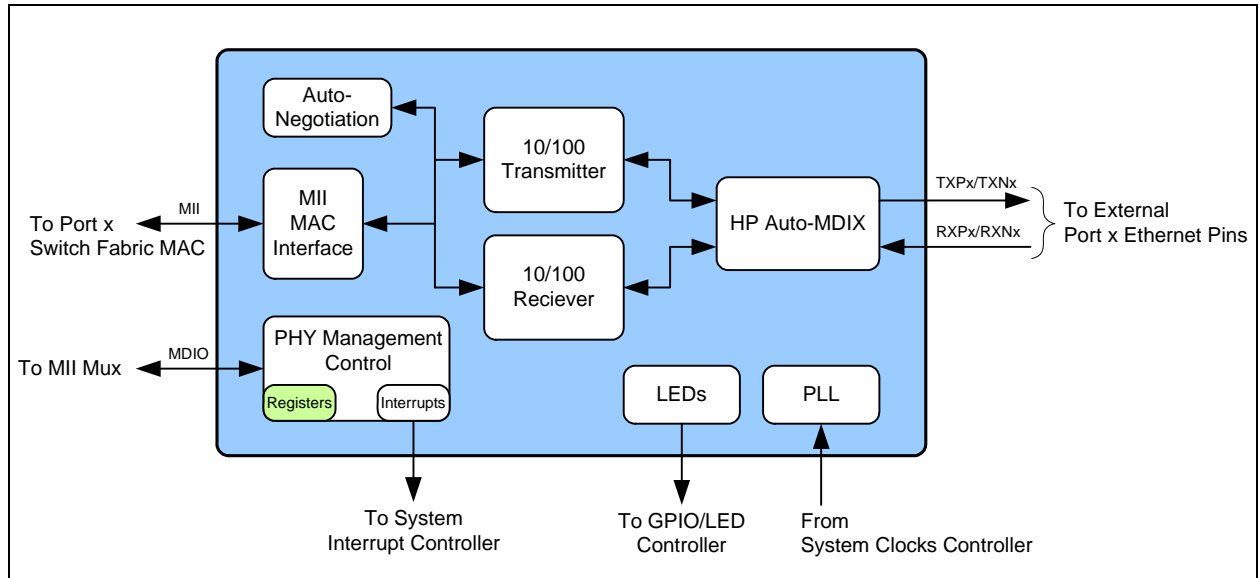 Auto-
Negotiation
10/100
Transmitter
MII
MAC
Interface
MII
To Port x
Switch Fabric MAC
HP Auto-MDIX
TXPx/TXNx
RXPx/RXNx
To External
Port x Ethernet Pins
10/100
Reciever
PHY Management
Control
Registers
Interrupts
MDIO
To MII Mux
LEDs
PLL
To System
Interrupt Controller
To GPIO/LED
Controller
From
System Clocks Controller